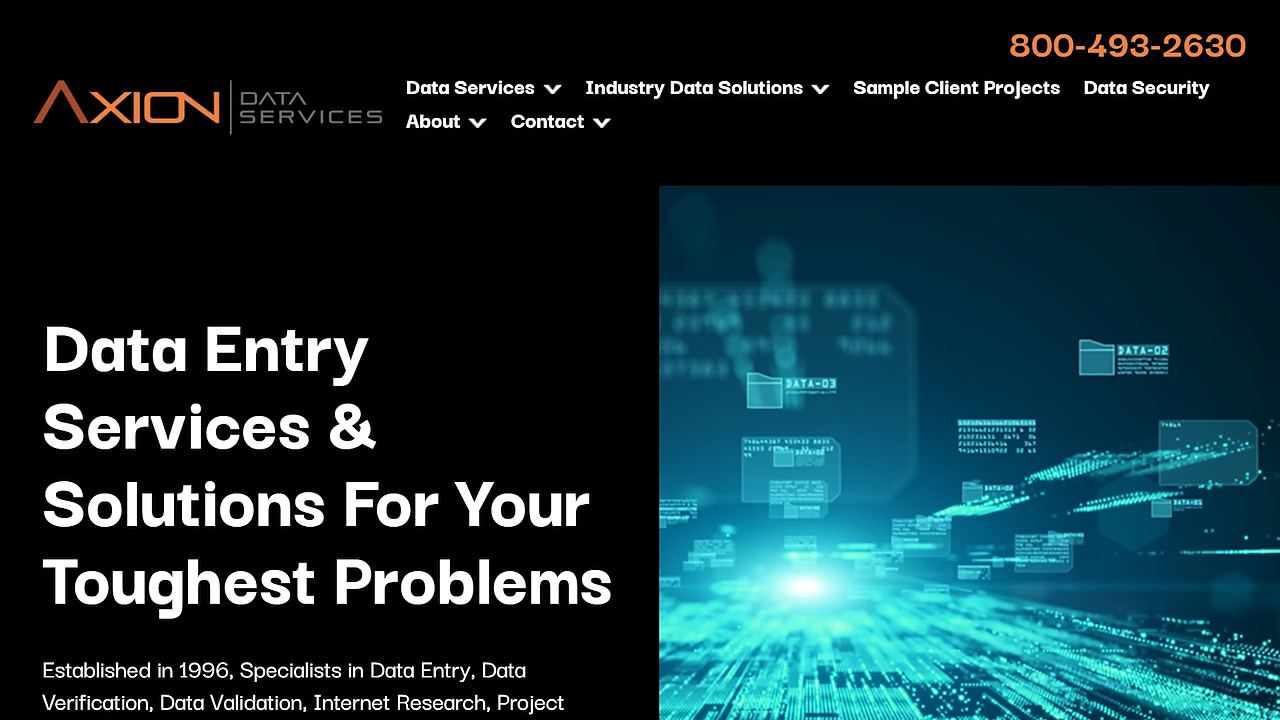 800-493-2630
AXION DATA SERVICES
Data Services Industry Data Solutions Sample Client Projects Data Security
About Contact
Data Entry
Services &
Solutions For Your
Toughest Problems
Established in 1996, Specialists in Data Entry, Data
Verification, Data Validation, Internet Research, Project
DATA-02
DATA-03